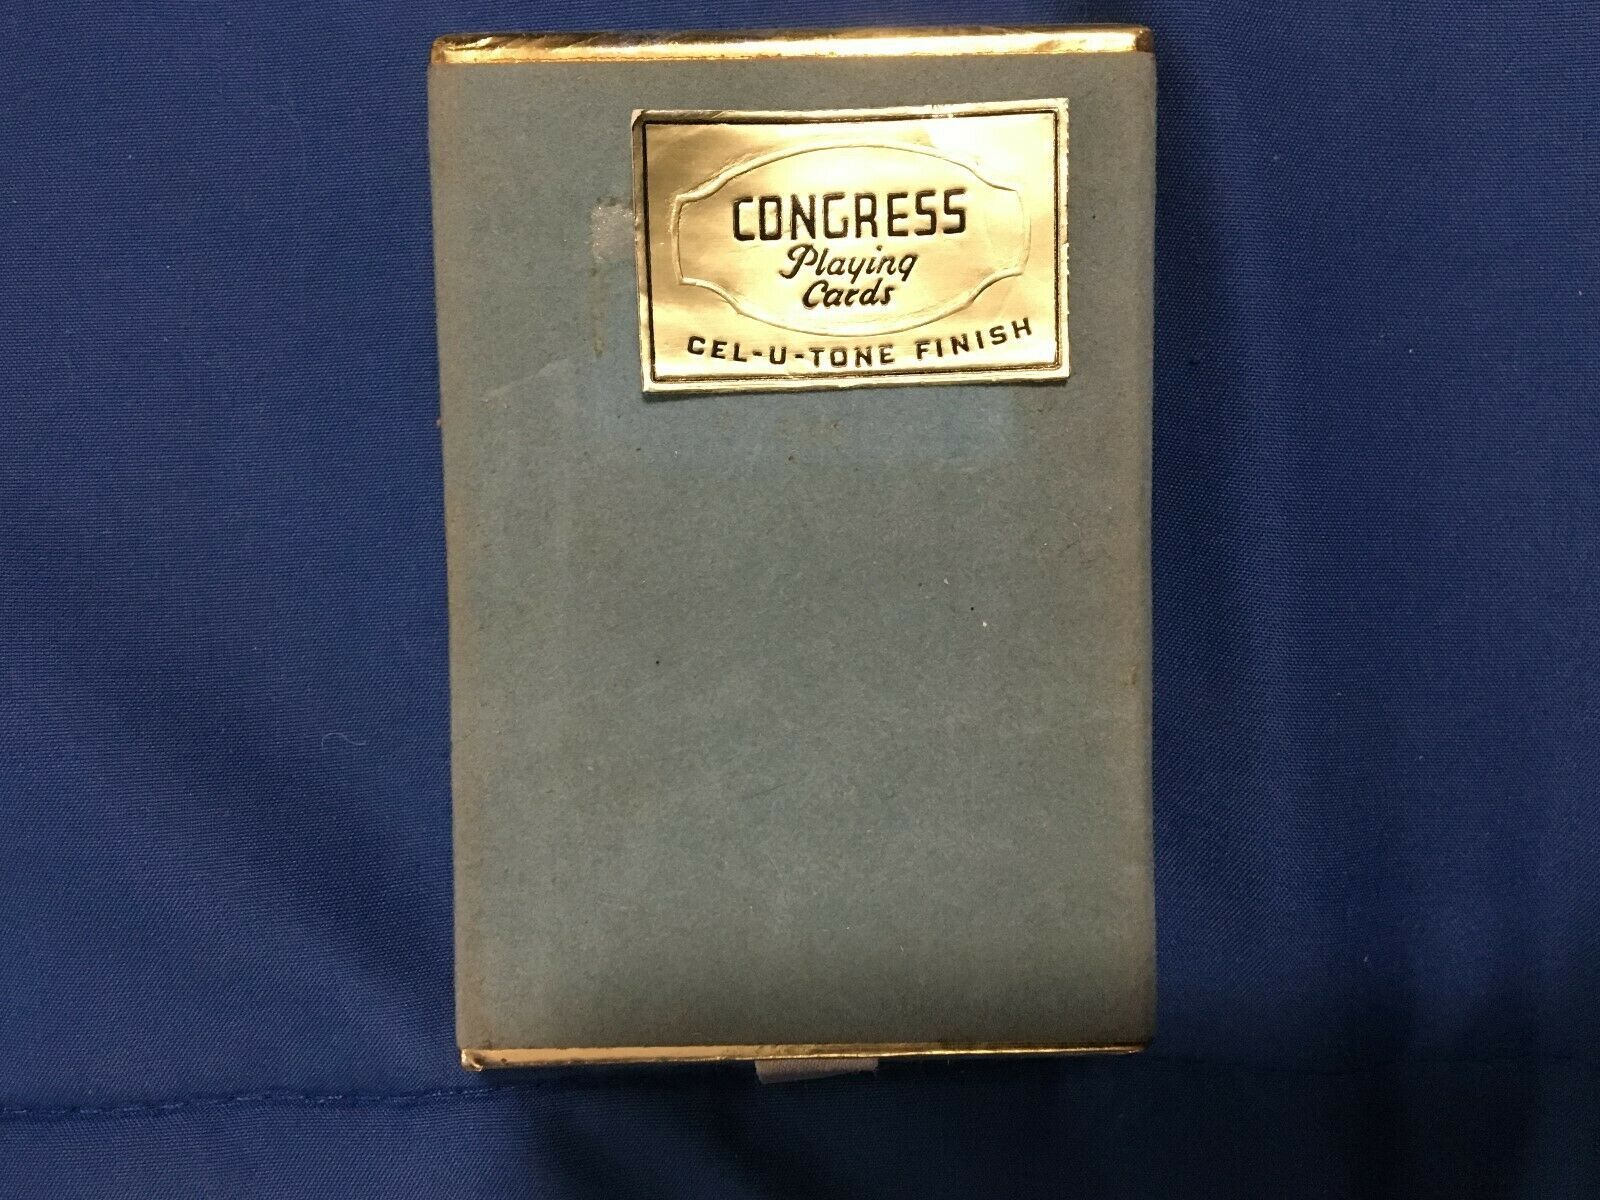 CONGRESS
Playing
Cards
CEL-U-TONE FINISH